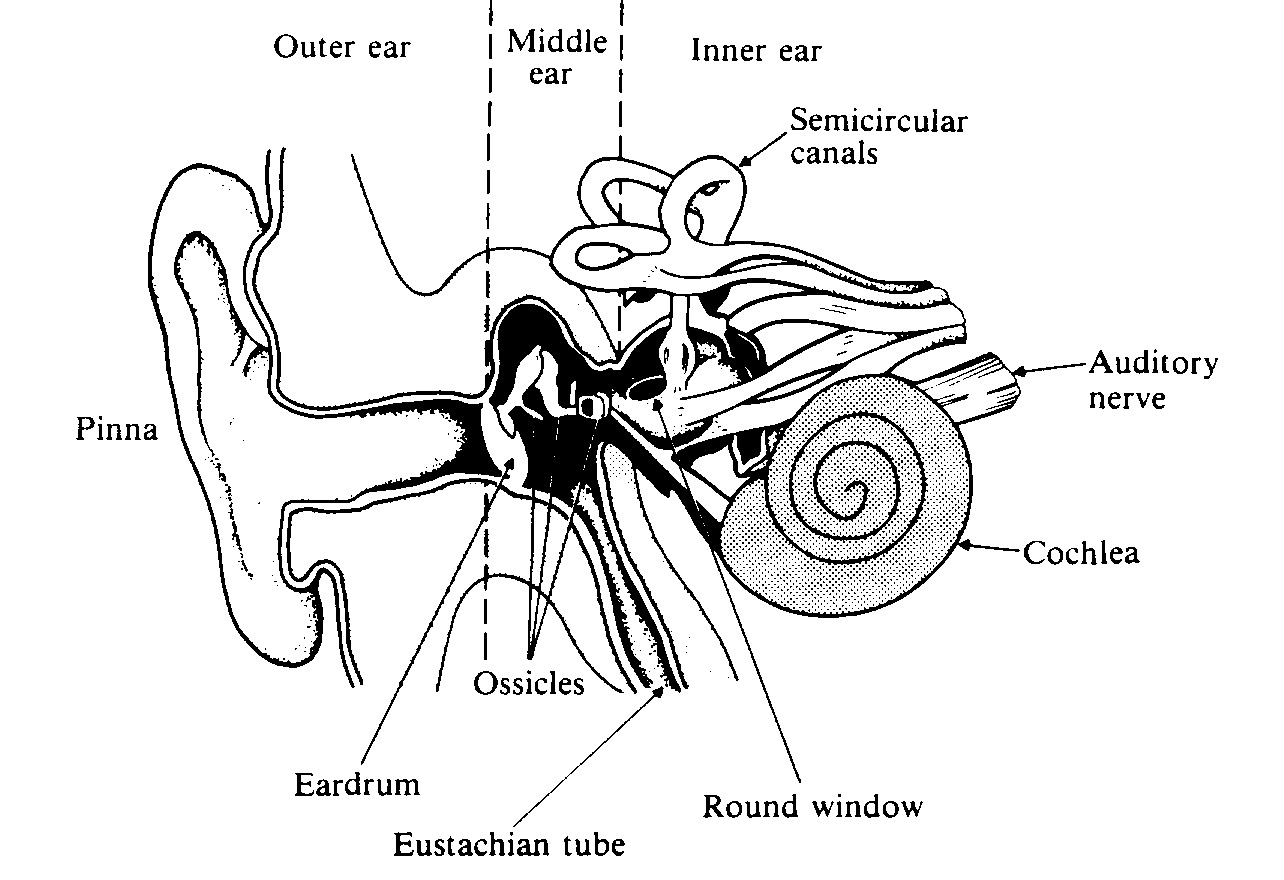 Outer ear
Middle
ear
Inner ear
Semicircular
canals
Auditory
nerve
Pinna
Cochlea
Ossicles
Eardrum
Round window
Eustachian tube